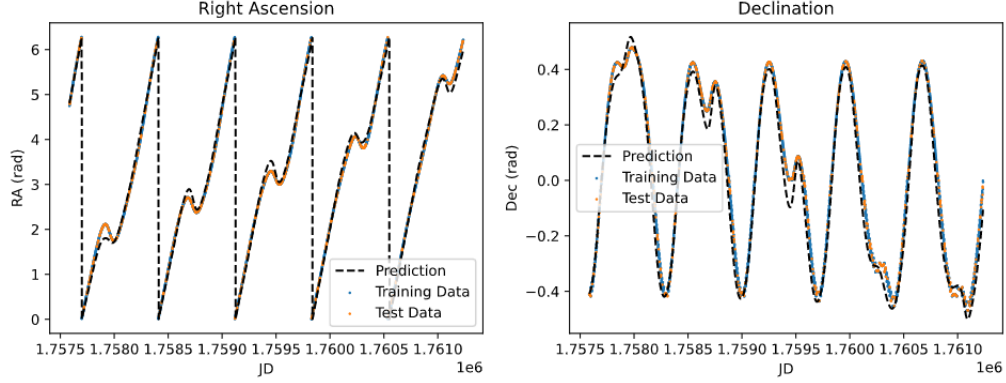 Right Ascension
6
5
4
3
2
1
0
RA (rad)
Prediction
Training Data
Test Data
1.7575 1.7580 1.7585 1.7590 1.7595 1.7600 1.7605 1.7610
JD
1e6
Declination
0.4
0.2
0.0
−0.2
−0.4
Dec (rad)
Prediction
Training Data
Test Data
1.7575 1.7580 1.7585 1.7590 1.7595 1.7600 1.7605 1.7610
JD
1e6